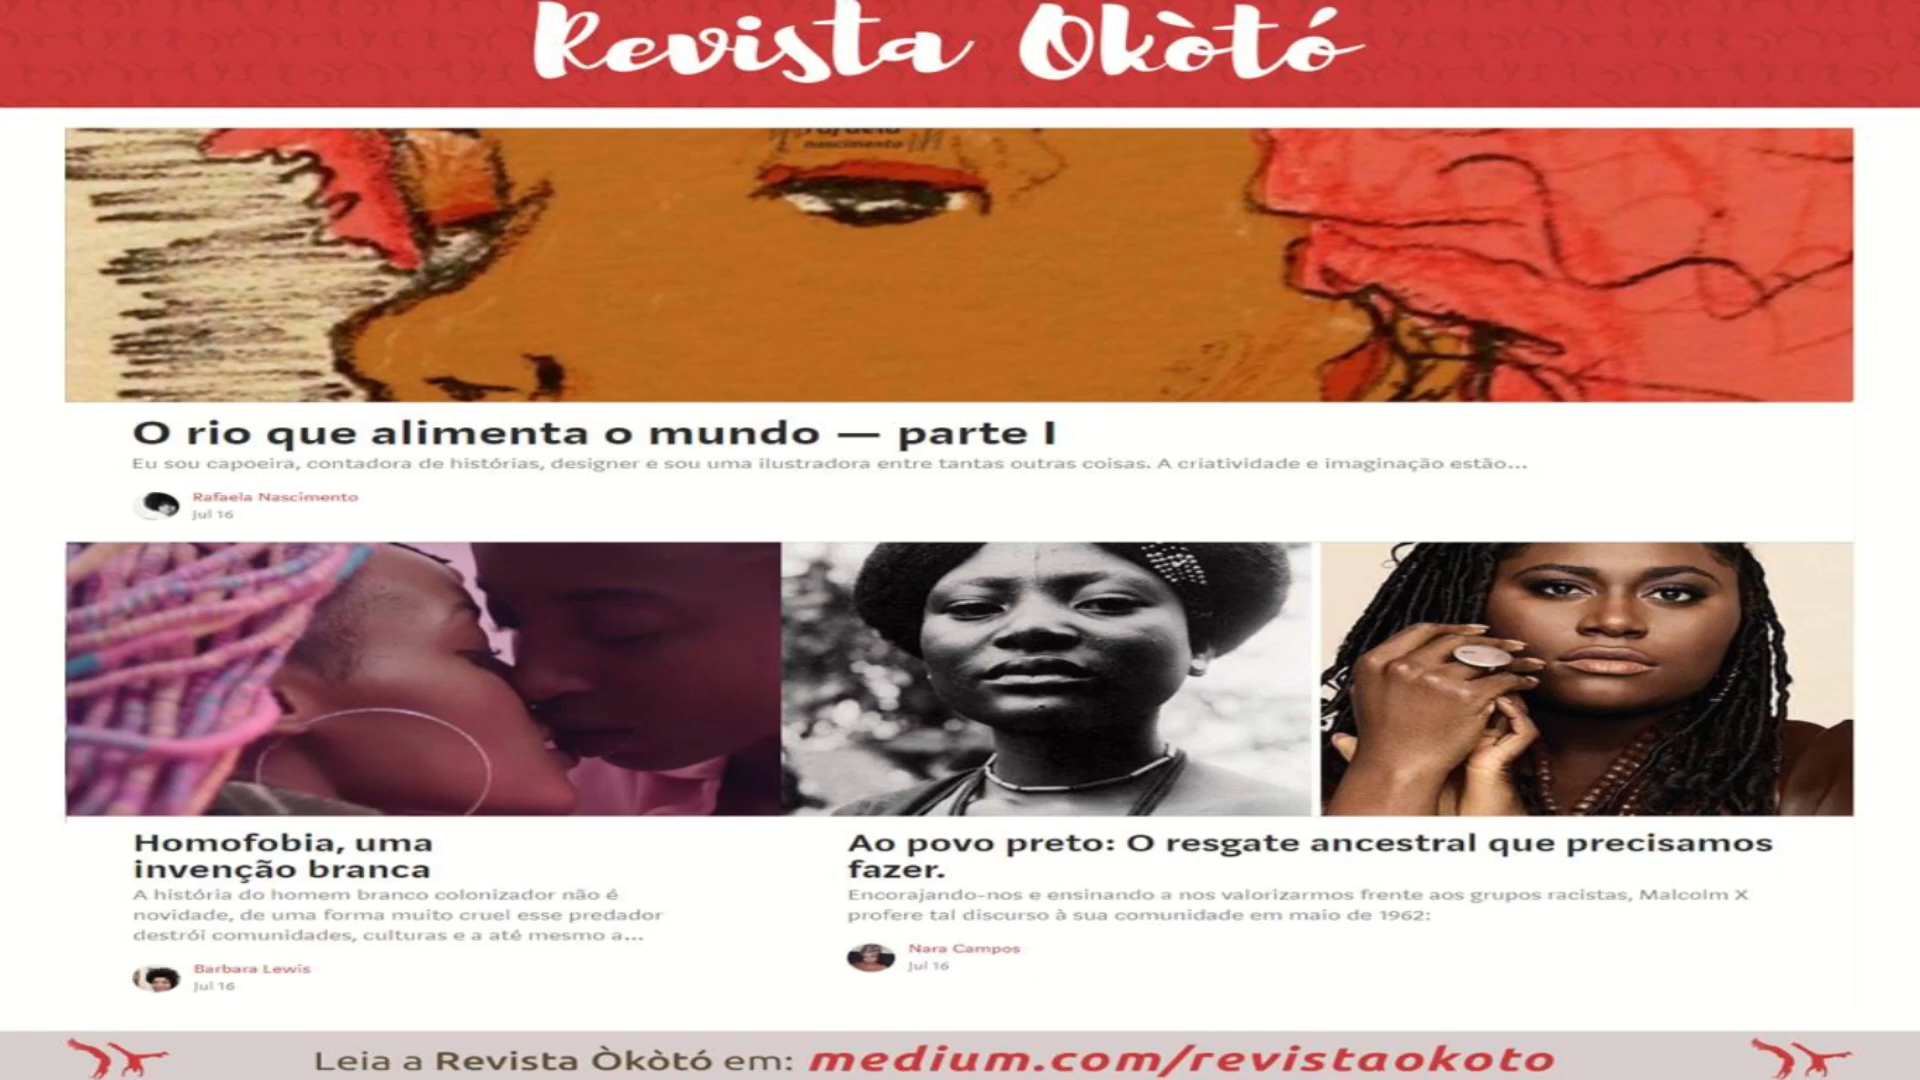 Revista Òkòtó
nascimento
O rio que alimenta o mundo — parte I
Eu sou capoeira, contadora de histórias, designer e sou uma ilustradora entre tantas outras coisas. A criatividade e imaginação estão...
Rafaela Nascimento
Jul 16
Homofobia, uma
invenção branca
A história do homem branco colonizador não é
novidade, de uma forma muito cruel esse predador
destrói comunidades, culturas e a até mesmo a...
Barbara Lewis
Jul 16
Ao povo preto: O resgate ancestral que precisamos
fazer.
Encorajando-nos e ensinando a nos valorizarmos frente aos grupos racistas, Malcolm X
profere tal discurso à sua comunidade em maio de 1962:
Nara Campos
Jul 16
Leia a Revista Òkòtó em: medium.com/revistaokoto